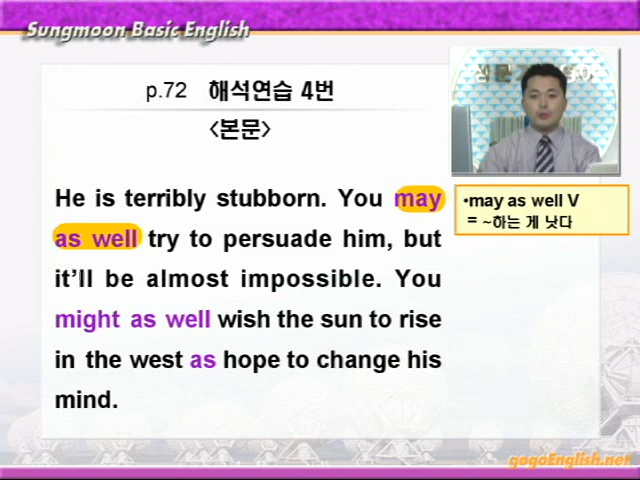 Sungmoon Basic English
p.72 해석연습 4번
<본문>
He is terribly stubborn. You may
as well try to persuade him, but
it’ll be almost impossible. You
might as well wish the sun to rise
in the west as hope to change his
mind.
•may as well V
= ~하는 게 낫다
gogoEnglish.net